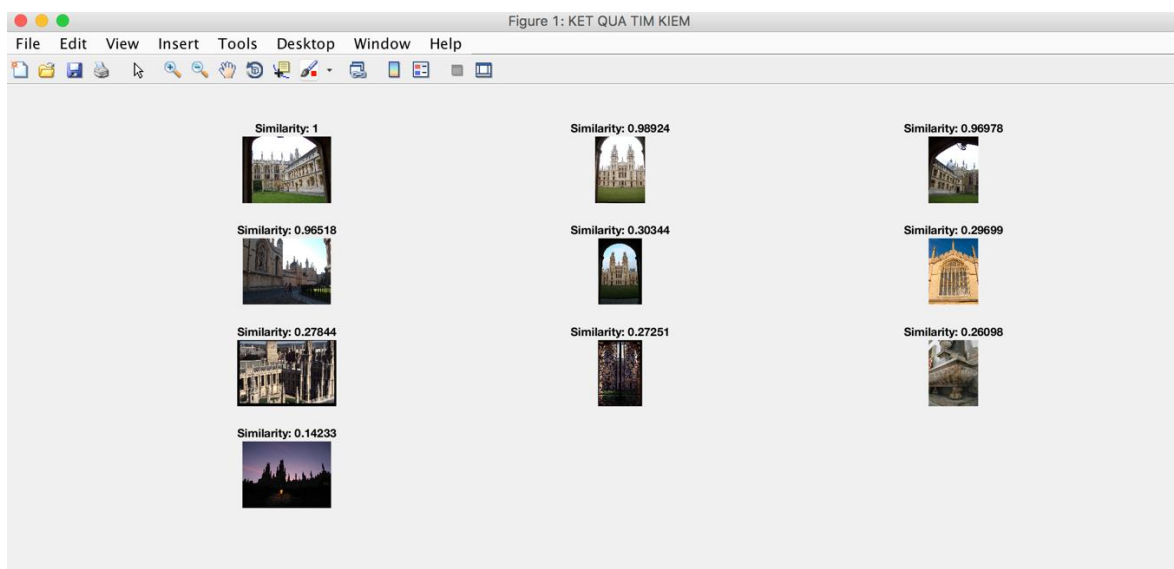 Figure 1: KET QUA TIM KIEM
File Edit View Insert Tools Desktop Window Help
Similarity: 1 Similarity: 0.98924 Similarity: 0.96978
Similarity: 0.96518 Similarity: 0.30344 Similarity: 0.29699
Similarity: 0.27844 Similarity: 0.27251 Similarity: 0.26098
Similarity: 0.14233